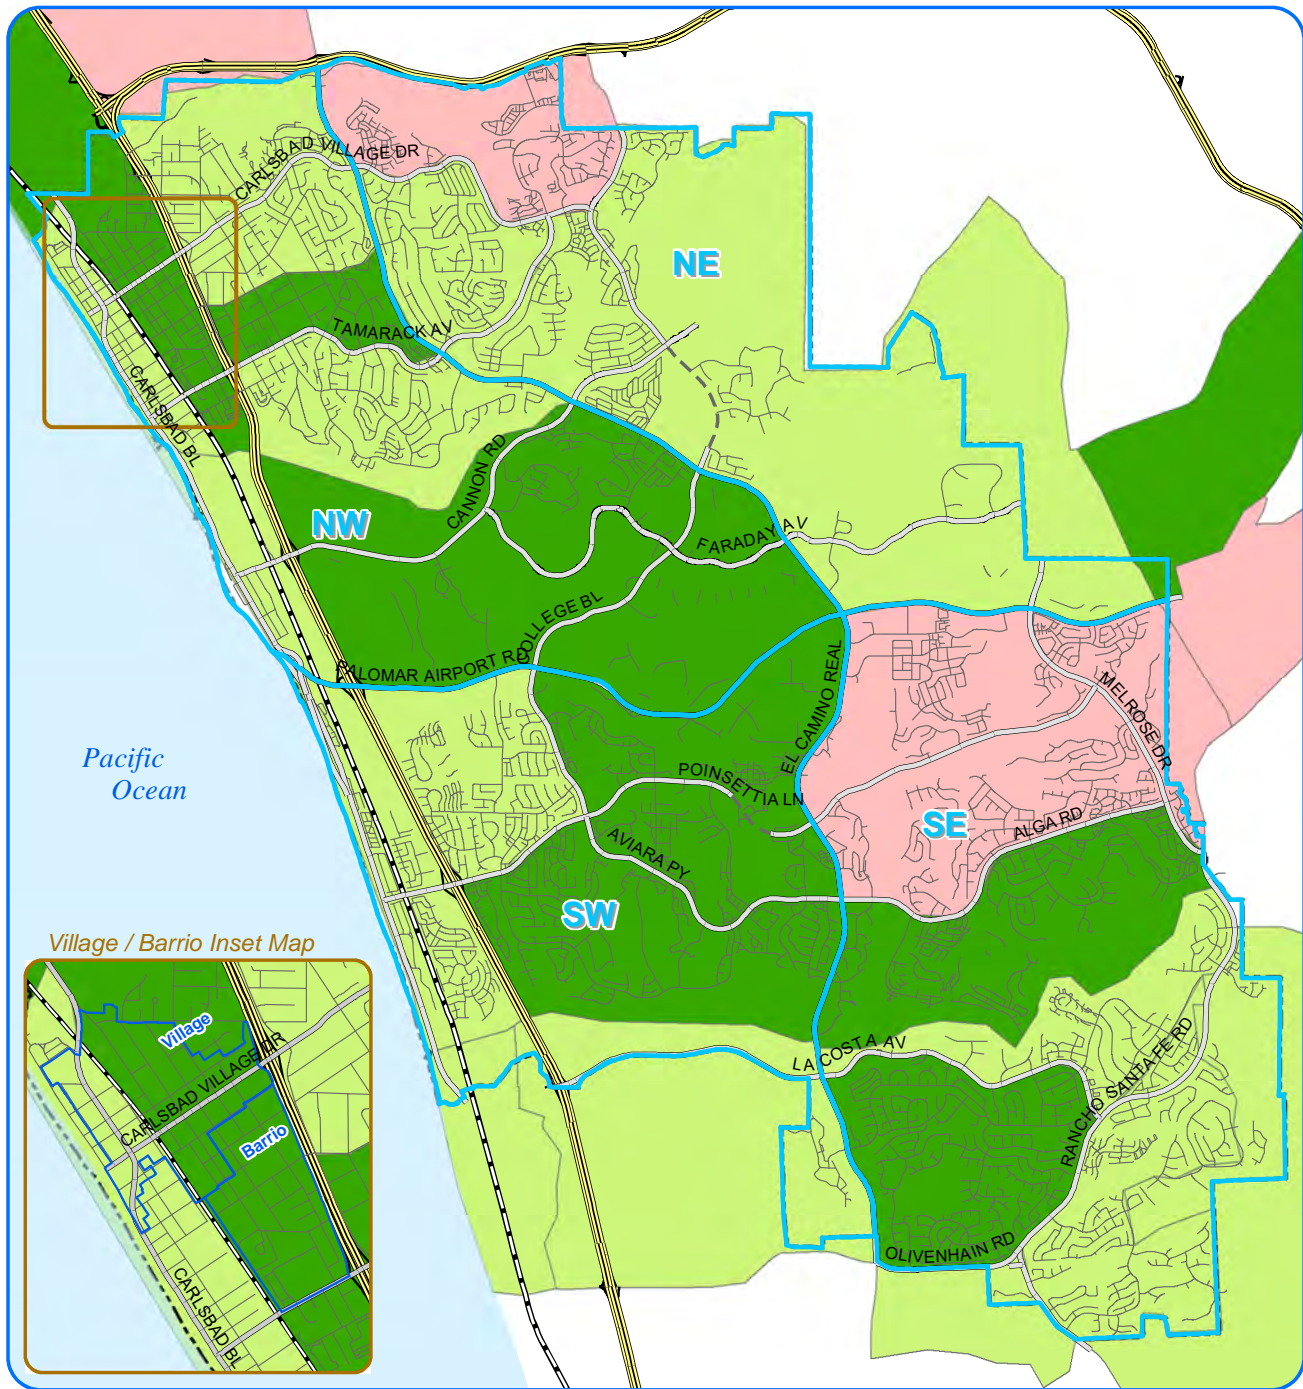 CARLSBAD VILLAGE DR
NE
TAMARACK AV
CARLSBAD BL
CANNON RD
NW
FARADAY AV
COLLEGE BL
PALOMAR AIRPORT RD
EL CAMINO REAL
MELROSE DR
Pacific
Ocean
POINSETTIA LN
SE
ALGA RD
AVIARA PY
SW
Village / Barrio Inset Map
Village
CARLSBAD VILLAGE DR
Barrio
CARLSBAD BL
LA COSTA AV
RANCHO SANTA FE RD
OLIVENHAIN RD